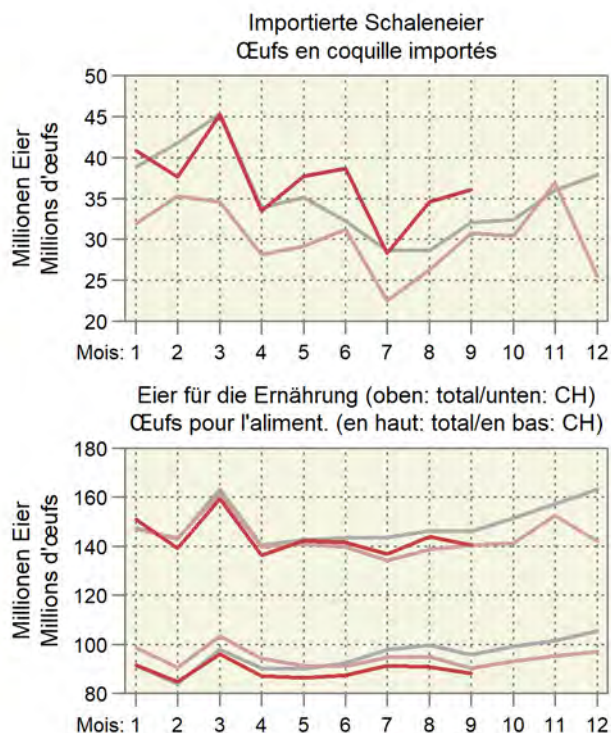 Importierte Schaleneier
Œufs en coquille importés
Millionen Eier
Millions d'œufs
50
45
40
35
30
25
20
Mois: 1 2 3 4 5 6 7 8 9 10 11 12
Eier für die Ernährung (oben: total/unten: CH)
Œufs pour l'aliment. (en haut: total/en bas: CH)
Millionen Eier
Millions d'œufs
180
160
140
120
100
80
Mois: 1 2 3 4 5 6 7 8 9 10 11 12